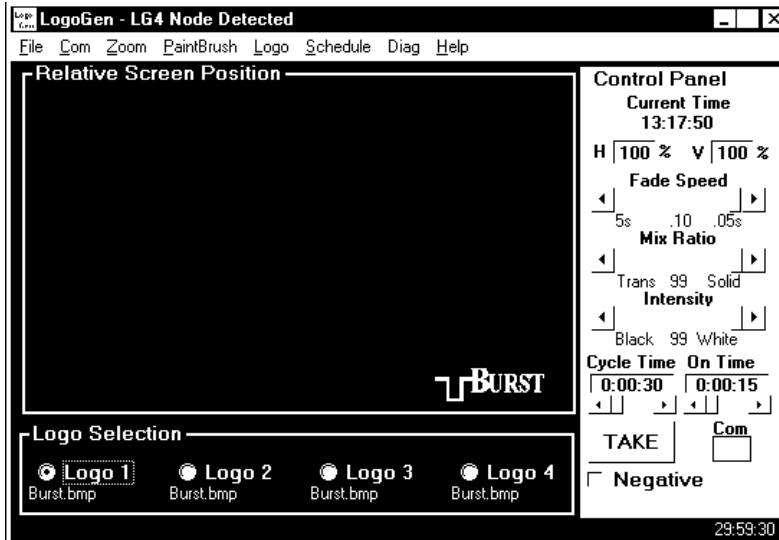 Logo Gen LogoGen - LG4 Node Detected
File Com Zoom PaintBrush Logo Schedule Diag Help
Relative Screen Position
BURST
Control Panel
Current Time
13:17:50
H 100 % V 100 %
Fade Speed
5s .10 .05s
Mix Ratio
Trans 99 Solid
Intensity
Black 99 White
Cycle Time On Time
0:00:30 0:00:15
TAKE Com
Negative
Logo Selection
Logo 1 Logo 2 Logo 3 Logo 4
Burst.bmp Burst.bmp Burst.bmp Burst.bmp
29:59:30